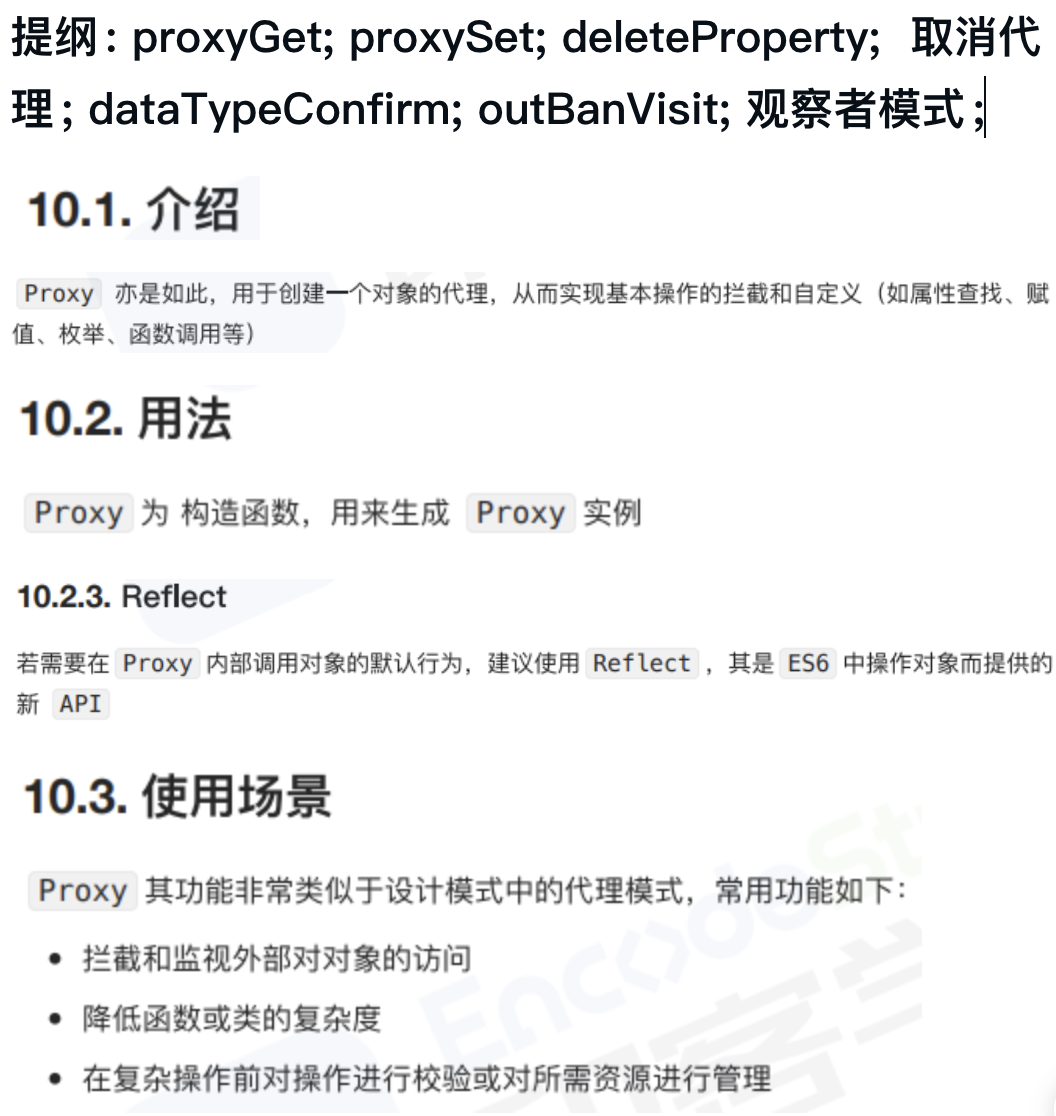 提纲: proxyGet; proxySet; deleteProperty; 取消代
理; dataTypeConfirm; outBanVisit; 观察者模式;
10.1. 介绍
Proxy 亦是如此，用于创建一个对象的代理，从而实现基本操作的拦截和自定义（如属性查找、赋
值、枚举、函数调用等）
10.2. 用法
Proxy 为 构造函数，用来生成 Proxy 实例
10.2.3. Reflect
若需要在 Proxy 内部调用对象的默认行为，建议使用 Reflect ，其是 ES6 中操作对象而提供的
新 API
10.3. 使用场景
Proxy 其功能非常类似于设计模式中的代理模式，常用功能如下：
• 拦截和监视外部对对象的访问
• 降低函数或类的复杂度
• 在复杂操作前对操作进行校验或对所需资源进行管理